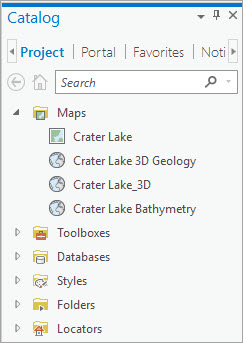 Catalog
Project | Portal | Favorites | Noti
Search
Maps
Crater Lake
Crater Lake 3D Geology
Crater Lake_3D
Crater Lake Bathymetry
Toolboxes
Databases
Styles
Folders
Locators